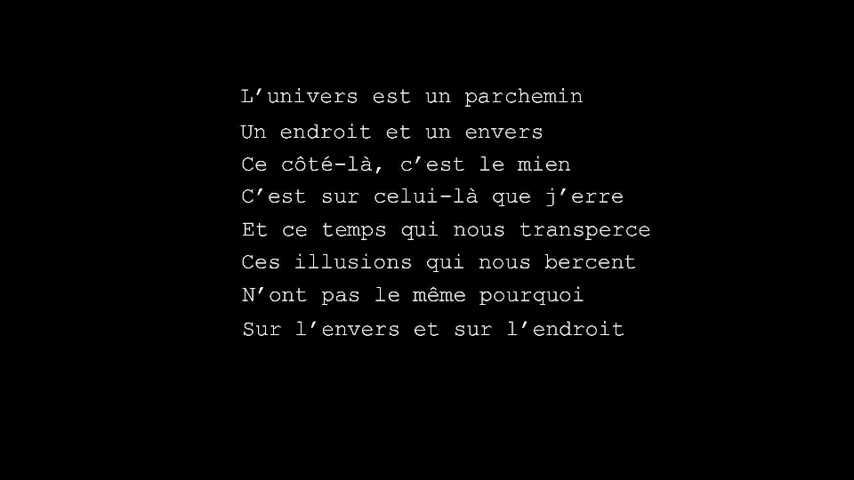 L’univers est un parchemin
Un endroit et un envers
Ce côté-là, c’est le mien
C’est sur celui-là que j’erre
Et ce temps qui nous transperce
Ces illusions qui nous bercent
N’ont pas le même pourquoi
Sur l’envers et sur l’endroit